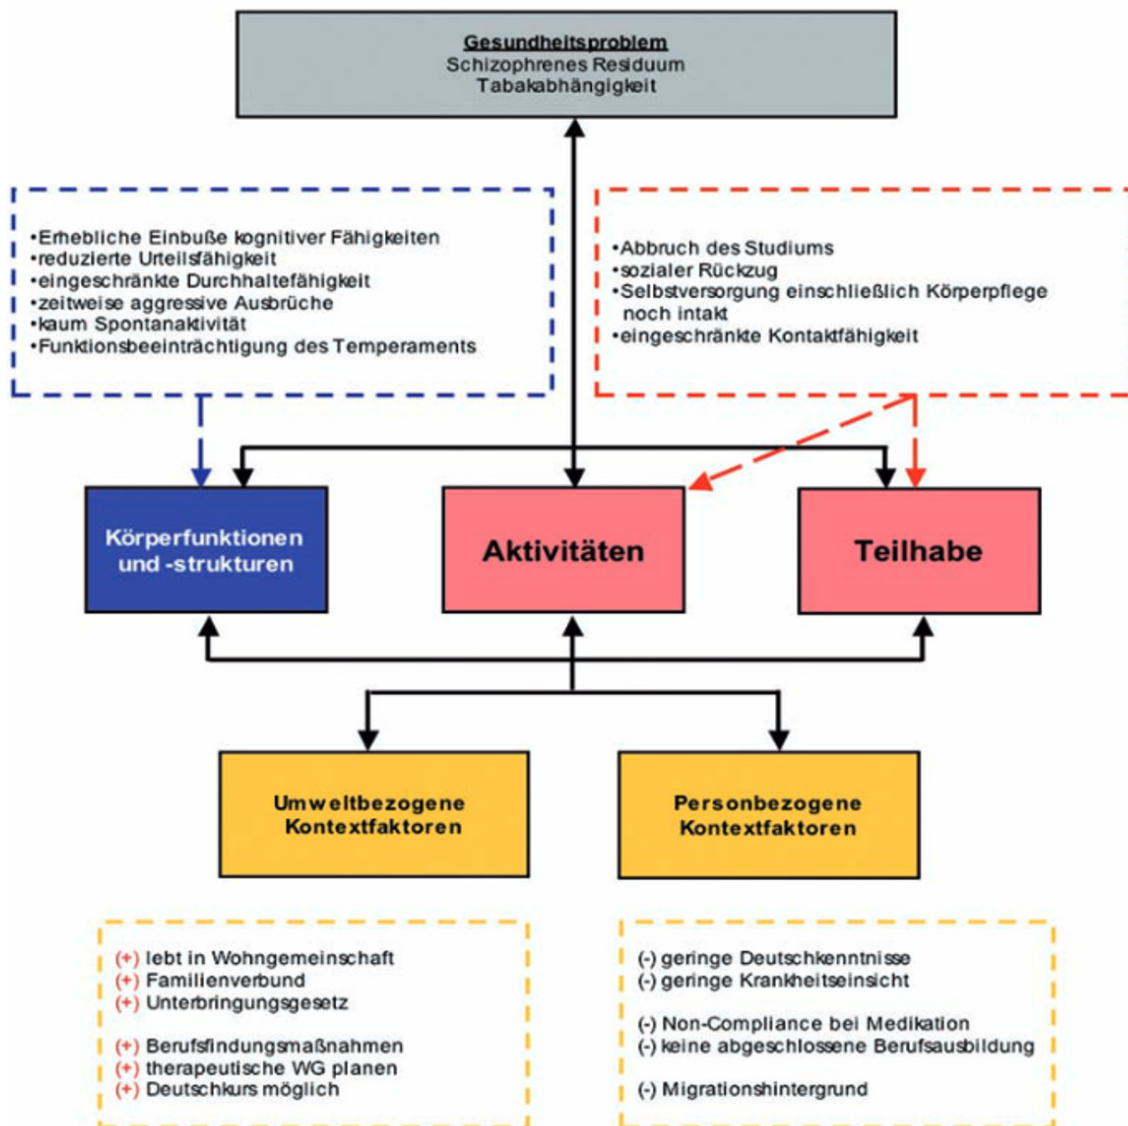 Gesundheitsproblem
Schizophrenes Residuum
Tabakabhängigkeit
•Erhebliche Einbuße kognitiver Fähigkeiten
•reduzierte Urteilsfähigkeit
•eingeschränkte Durchhaltefähigkeit
•zeitweise aggressive Ausbrüche
•kaum Spontanaktivität
•Funktionsbeeinträchtigung des Temperaments
•Abbruch des Studiums
•sozialer Rückzug
•Selbstversorgung einschließlich Körperpflege
noch intakt
•eingeschränkte Kontaktfähigkeit
Körperfunktionen
und -strukturen
Aktivitäten
Teilhabe
Umweltbezogene
Kontextfaktoren
Personbezogene
Kontextfaktoren
(+) lebt in Wohngemeinschaft
(+) Familienverbund
(+) Unterbringungsgesetz
(+) Berufsfindungsmaßnahmen
(+) therapeutische WG planen
(+) Deutschkurs möglich
(-) geringe Deutschkenntnisse
(-) geringe Krankheitseinsicht
(-) Non-Compliance bei Medikation
(-) keine abgeschlossene Berufsausbildung
(-) Migrationshintergrund